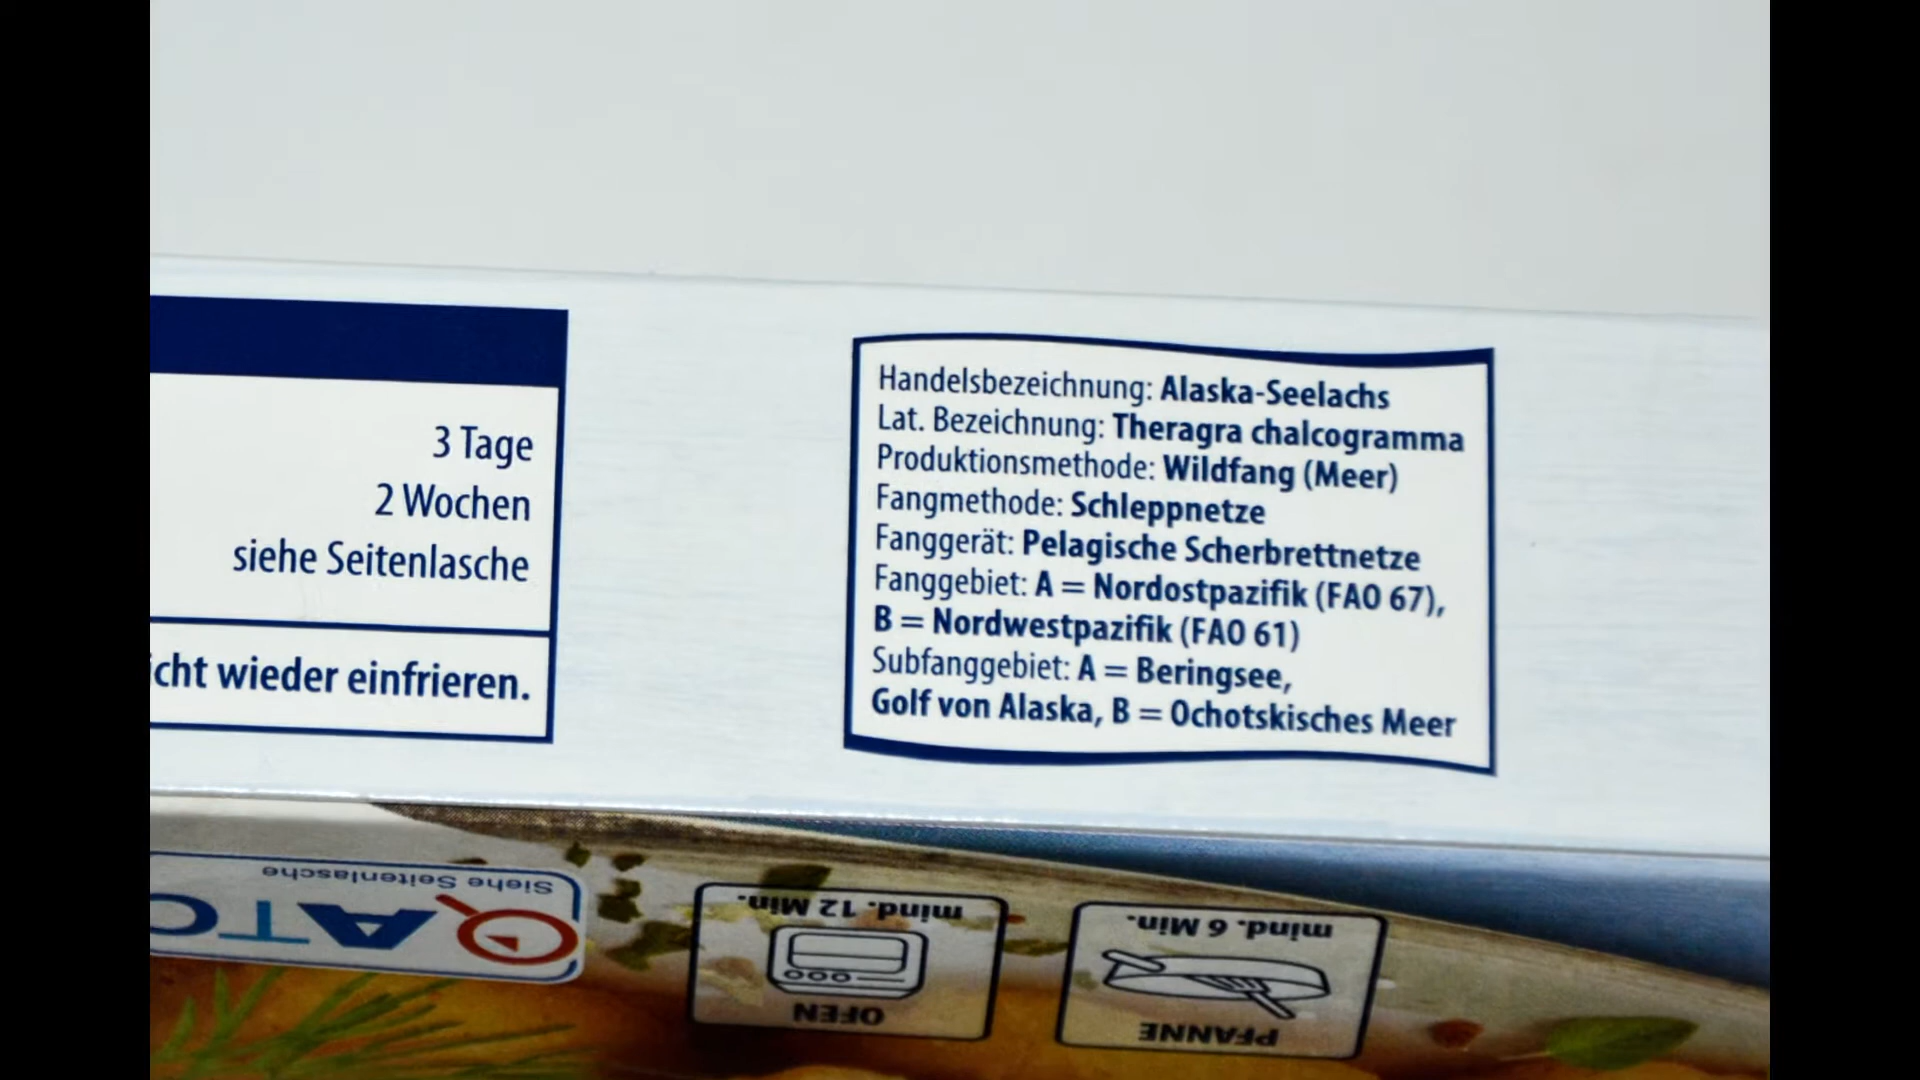 3 Tage
2 Wochen
siehe Seitenlasche
cht wieder einfrieren.
Handelsbezeichnung: Alaska-Seelachs
Lat. Bezeichnung: Theragra chalcogramma
Produktionsmethode: Wildfang (Meer)
Fangmethode: Schleppnetze
Fanggerät: Pelagische Scherbrettnetze
Fanggebiet: A = Nordostpazifik (FAO 67),
B = Nordwestpazifik (FAO 61)
Subfanggebiet: A = Beringsee,
Golf von Alaska, B = Ochotskisches Meer
Siehe Seitenlasche
mind. 12 Min.
OFEN
mind. 6 Min.
PFANNE